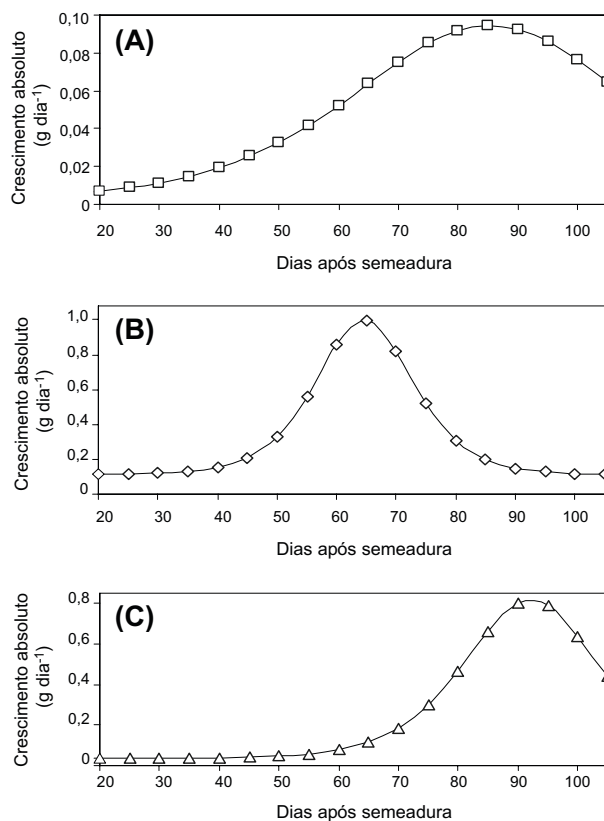 (A)
Crescimento absoluto
(g dia-1)
0,10
0,08
0,06
0,04
0,02
0
20 30 40 50 60 70 80 90 100
Dias após semeadura
(B)
Crescimento absoluto
(g dia-1)
1,0
0,8
0,6
0,4
0,2
0
20 30 40 50 60 70 80 90 100
Dias após semeadura
(C)
Crescimento absoluto
(g dia-1)
0,8
0,6
0,4
0,2
0
20 30 40 50 60 70 80 90 100
Dias após semeadura